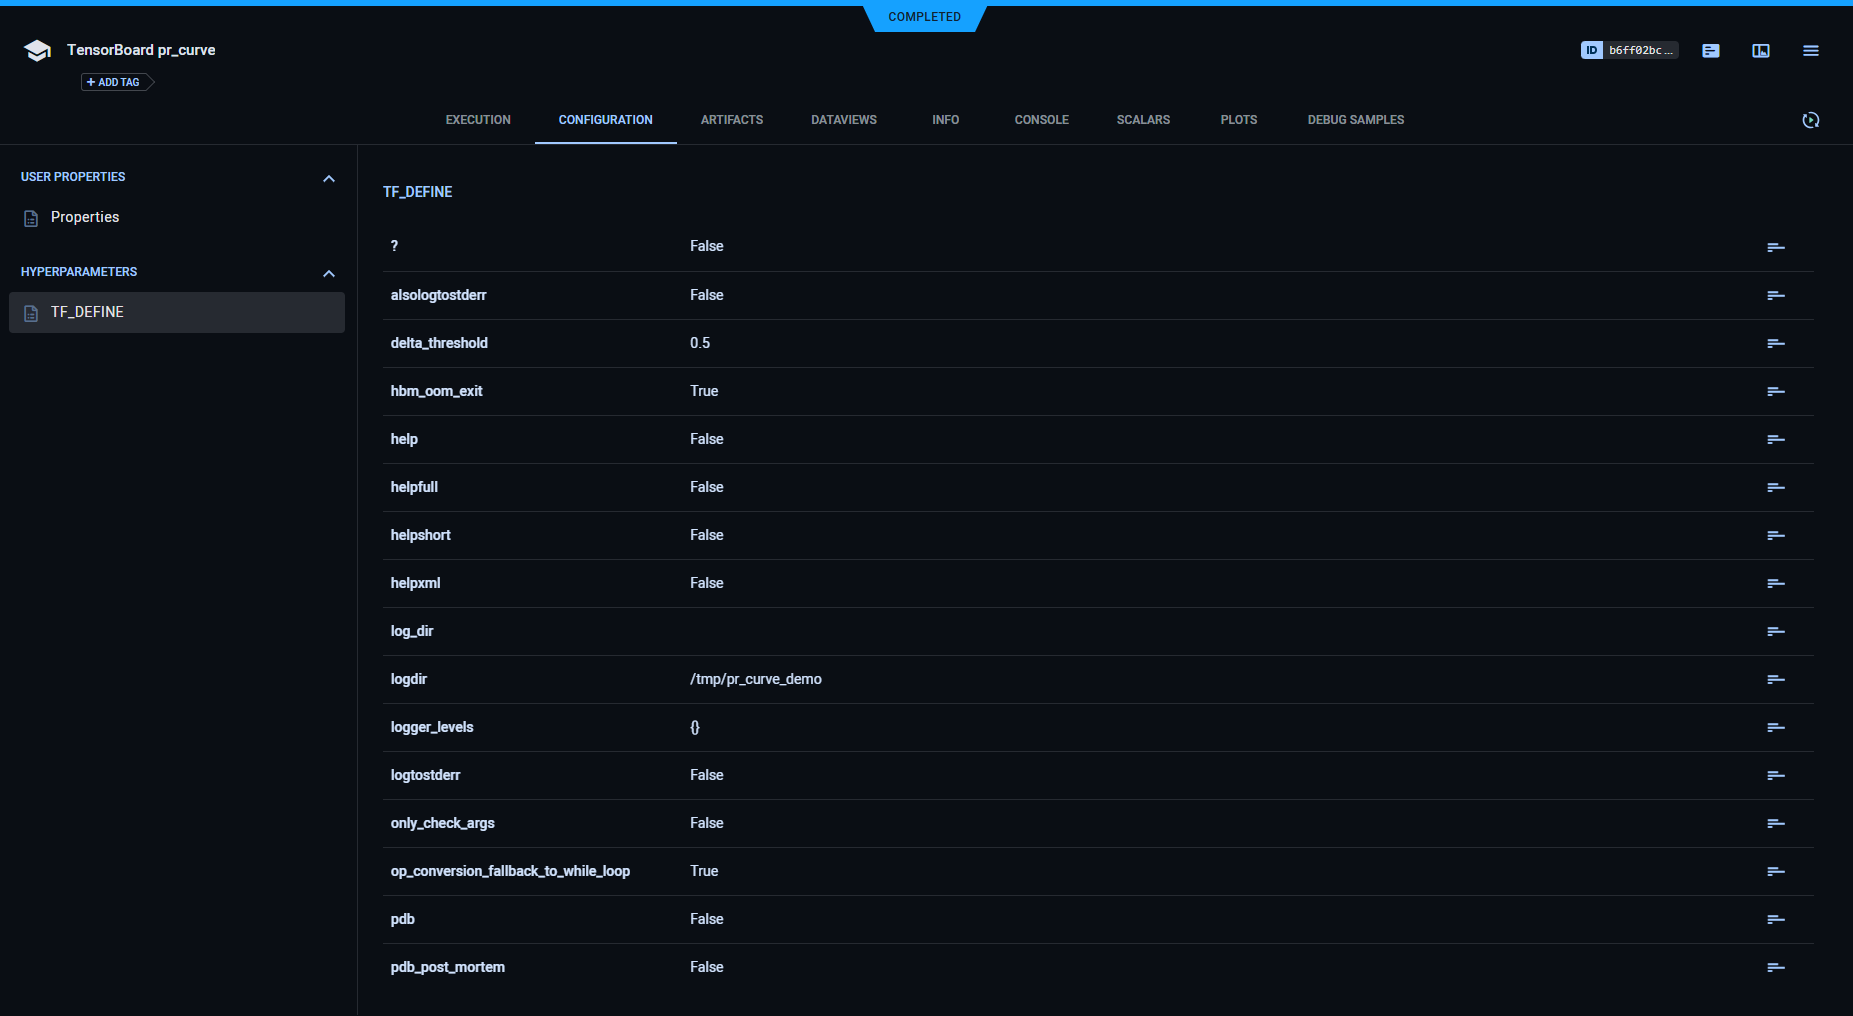 COMPLETED
TensorBoard pr_curve
ID b6ff02bc...
+ ADD TAG
EXECUTION CONFIGURATION ARTIFACTS DATAVIEWS INFO CONSOLE SCALARS PLOTS DEBUG SAMPLES
USER PROPERTIES
Properties
HYPERPARAMETERS
TF_DEFINE
TF_DEFINE
? False
alsologtostderr False
delta_threshold 0.5
hbm_oom_exit True
help False
helpfull False
helpshort False
helpxml False
log_dir
logdir /tmp/pr_curve_demo
logger_levels {}
logtostderr False
only_check_args False
op_conversion_fallback_to_while_loop True
pdb False
pdb_post_mortem False